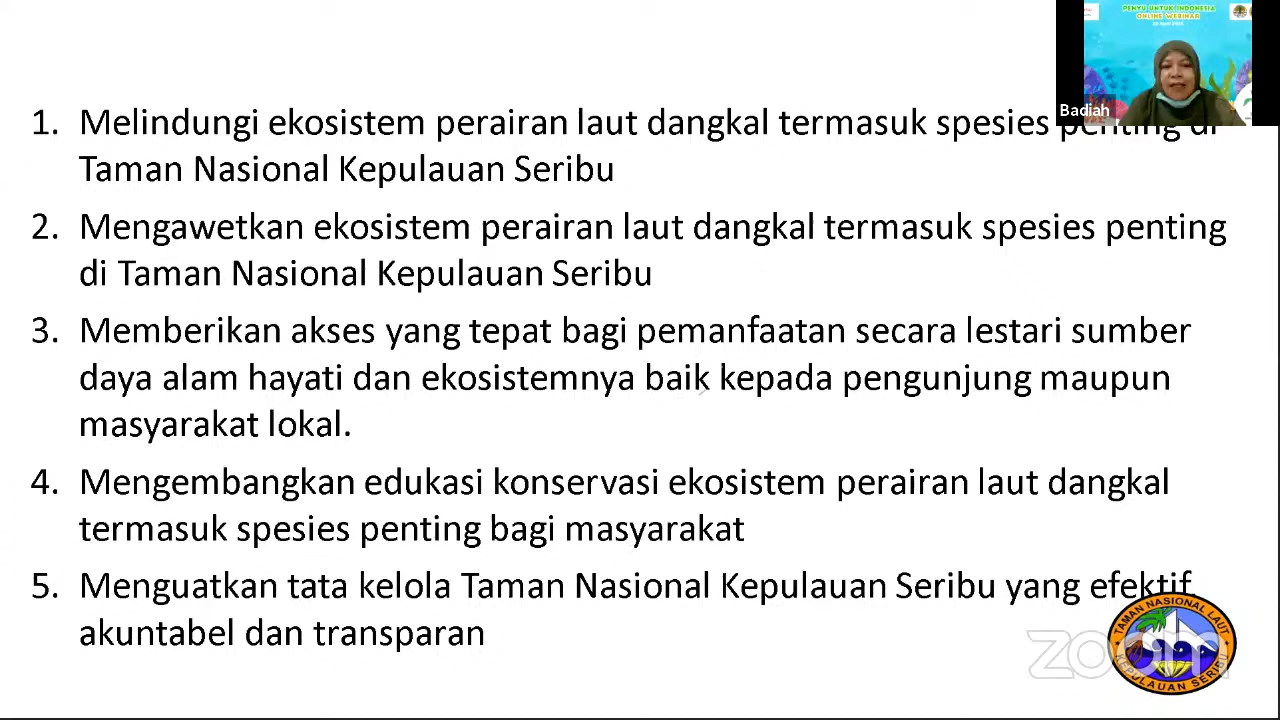 PENYU UNTUK INDONESIA
ONLINE WEBINAR
Badiah
1. Melindungi ekosistem perairan laut dangkal termasuk spesies penting di
Taman Nasional Kepulauan Seribu
2. Mengawetkan ekosistem perairan laut dangkal termasuk spesies penting
di Taman Nasional Kepulauan Seribu
3. Memberikan akses yang tepat bagi pemanfaatan secara lestari sumber
daya alam hayati dan ekosistemnya baik kepada pengunjung maupun
masyarakat lokal.
4. Mengembangkan edukasi konservasi ekosistem perairan laut dangkal
termasuk spesies penting bagi masyarakat
5. Menguatkan tata kelola Taman Nasional Kepulauan Seribu yang efektif,
akuntabel dan transparan
zoom
TAMAN NASIONAL LAUT
KEPULAUAN SERIBU